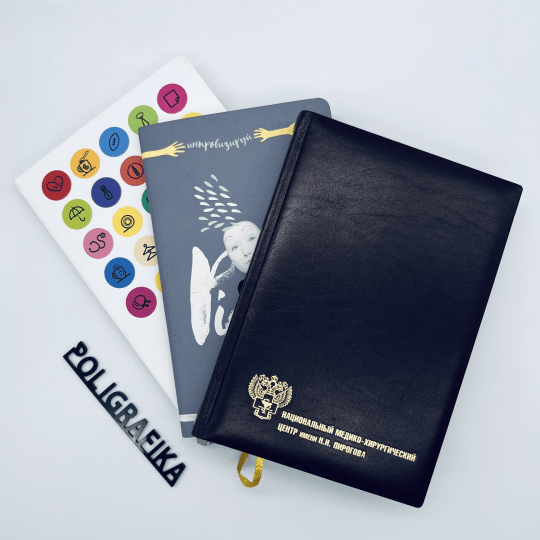 импровизируй
НАЦИОНАЛЬНЫЙ МЕДИКО-ХИРУРГИЧЕСКИЙ
ЦЕНТР ИМЕНИ Н.И. ПИРОГОВА
POLIGRAFIKA